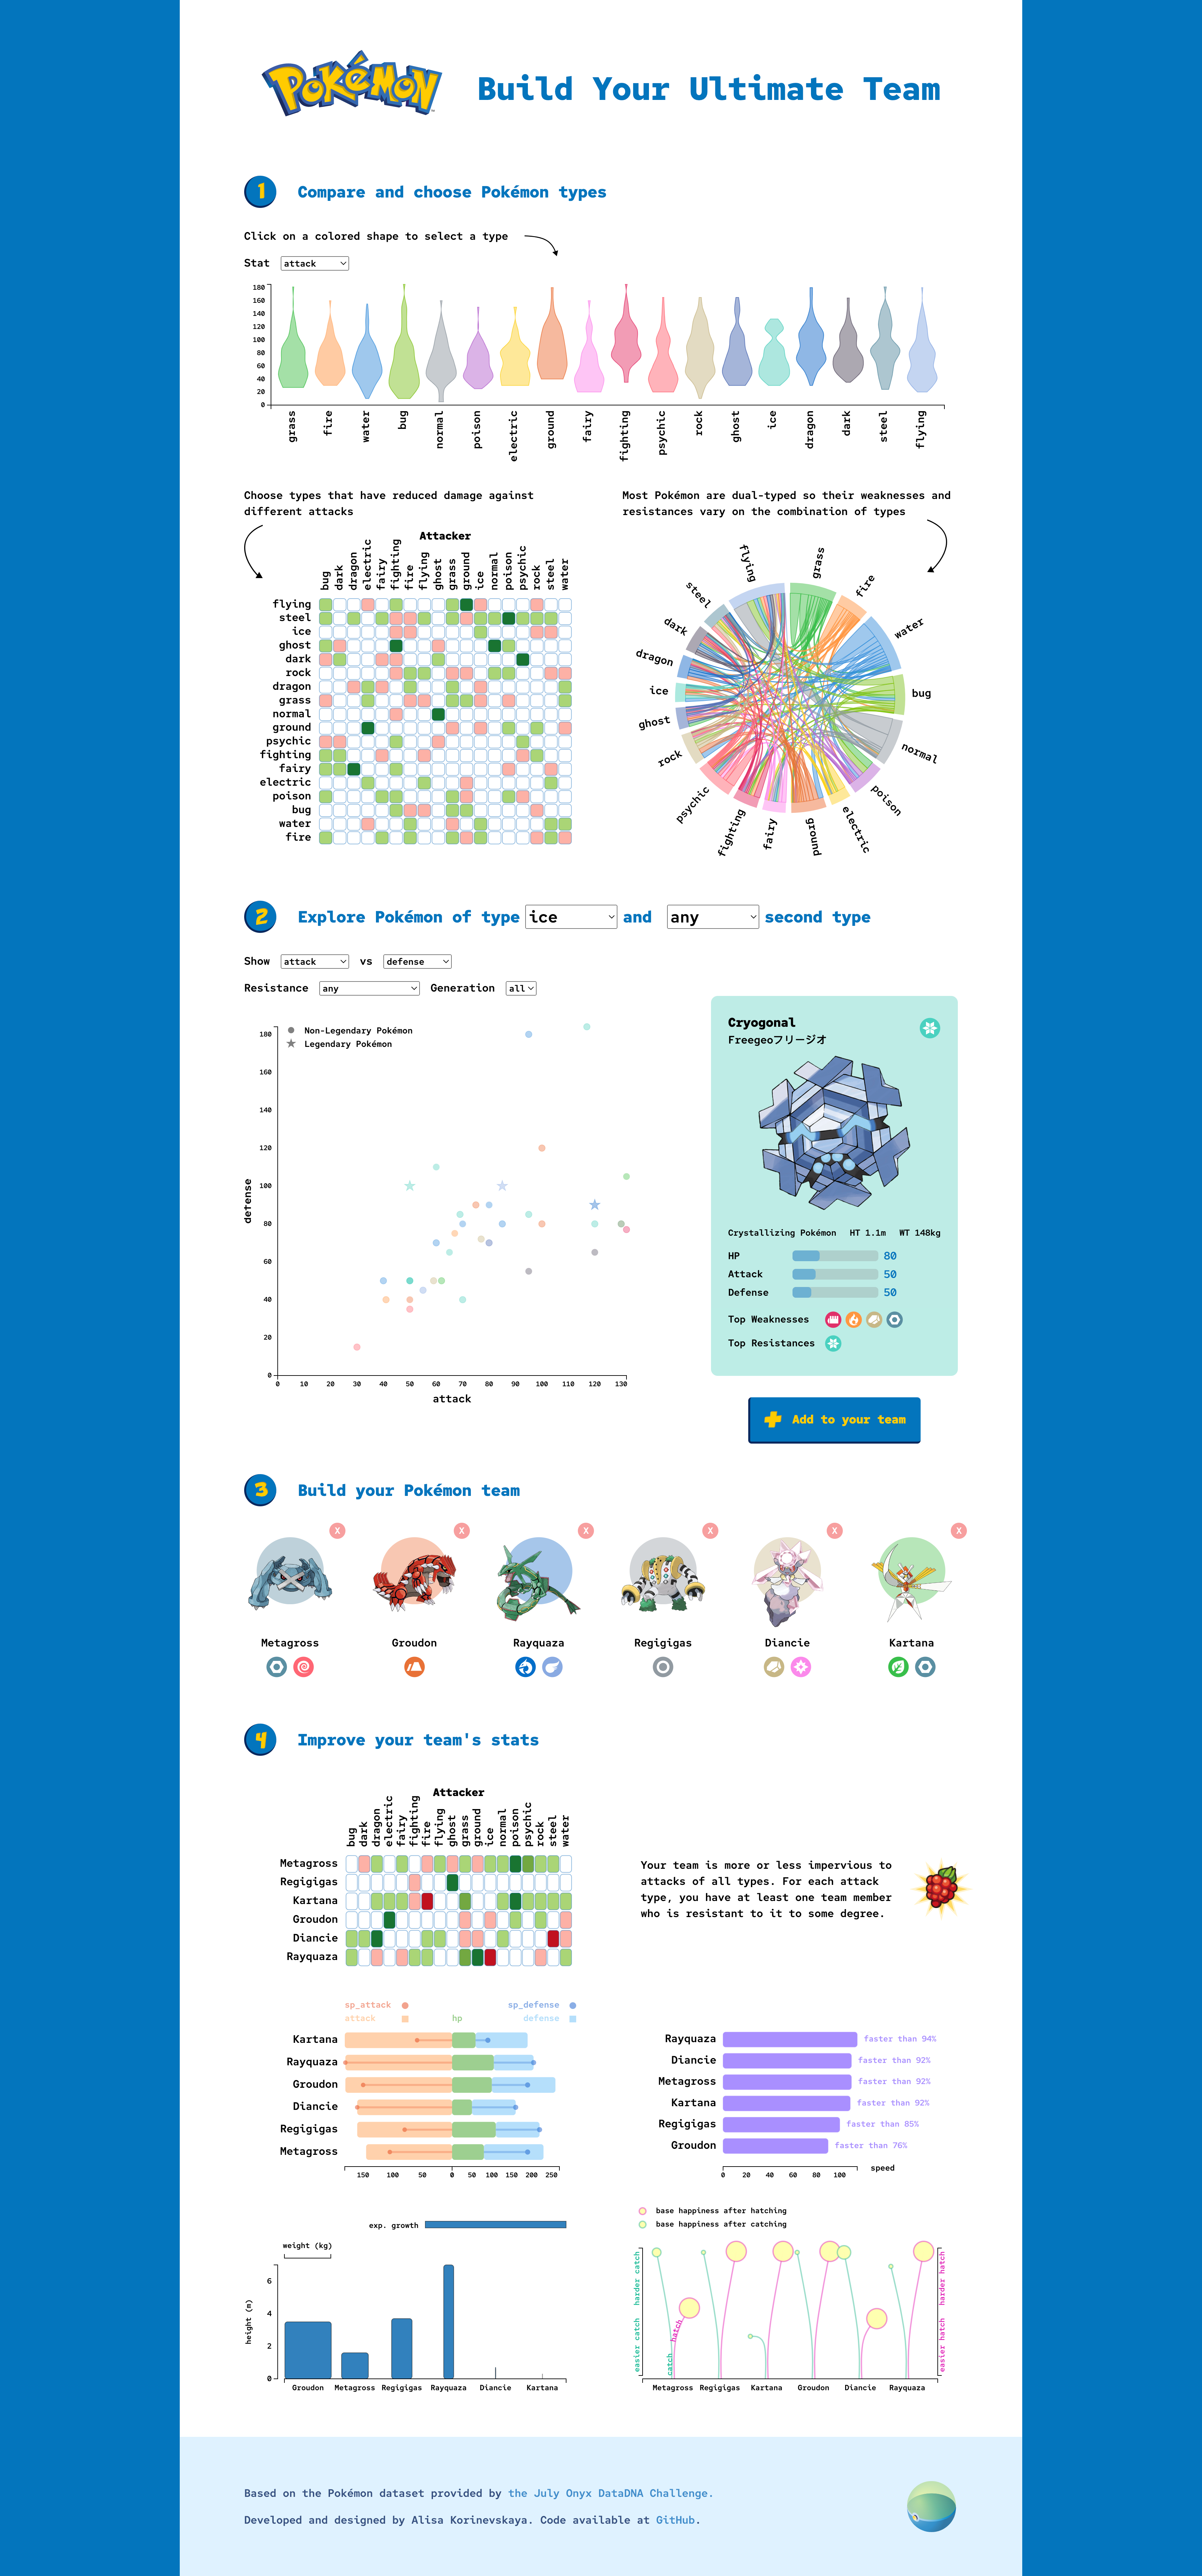 POKéMON
Build Your Ultimate Team
1 Compare and choose Pokémon types
Click on a colored shape to select a type
Stat attack
180
160
140
120
100
80
60
40
20
0
grass fire water bug normal poison electric ground fairy fighting psychic rock ghost ice dragon dark steel flying
Choose types that have reduced damage against
different attacks
Attacker
bug dark dragon electric fairy fighting fire flying ghost grass ground ice normal poison psychic rock steel water
flying
steel
ice
ghost
dark
rock
dragon
grass
normal
ground
psychic
fighting
fairy
electric
poison
bug
water
fire
Most Pokémon are dual-typed so their weaknesses and
resistances vary on the combination of types
grass
fire
water
bug
normal
poison
electric
ground
fairy
fighting
psychic
rock
ghost
ice
dragon
dark
steel
flying
2 Explore Pokémon of type ice and any second type
Show attack vs defense
Resistance any Generation all
Non-Legendary Pokémon
Legendary Pokémon
defense
180
160
140
120
100
80
60
40
20
0
0 10 20 30 40 50 60 70 80 90 100 110 120 130
attack
Cryogonal
Freegeoフリージオ
Crystallizing Pokémon HT 1.1m WT 148kg
HP 80
Attack 50
Defense 50
Top Weaknesses
Top Resistances
Add to your team
3 Build your Pokémon team
X X X X X X
Metagross Groudon Rayquaza Regigigas Diancie Kartana
4 Improve your team's stats
Attacker
bug dark dragon electric fairy fighting fire flying ghost grass ground ice normal poison psychic rock steel water
Metagross
Regigigas
Kartana
Groudon
Diancie
Rayquaza
Your team is more or less impervious to
attacks of all types. For each attack
type, you have at least one team member
who is resistant to it to some degree.
sp_attack sp_defense
attack hp defense
Kartana
Rayquaza
Groudon
Diancie
Regigigas
Metagross
150 100 50 0 50 100 150 200 250
Rayquaza faster than 94%
Diancie faster than 92%
Metagross faster than 92%
Kartana faster than 92%
Regigigas faster than 85%
Groudon faster than 76%
0 20 40 60 80 100 speed
exp. growth
weight (kg)
height (m)
6
4
2
0
Groudon Metagross Regigigas Rayquaza Diancie Kartana
base happiness after hatching
base happiness after catching
easier catch harder catch
catch
hatch
easier hatch harder hatch
Metagross Regigigas Kartana Groudon Diancie Rayquaza
Based on the Pokémon dataset provided by the July Onyx DataDNA Challenge.
Developed and designed by Alisa Korinevskaya. Code available at GitHub.